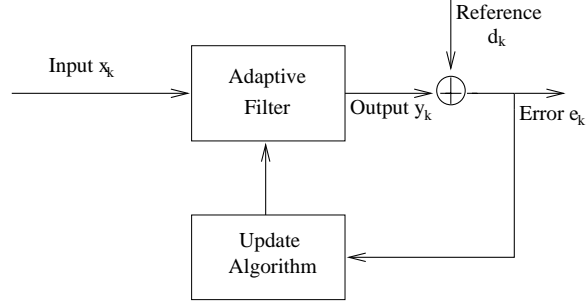 Reference
d_k
Input x_k
Adaptive
Filter
Output y_k
Error e_k
Update
Algorithm